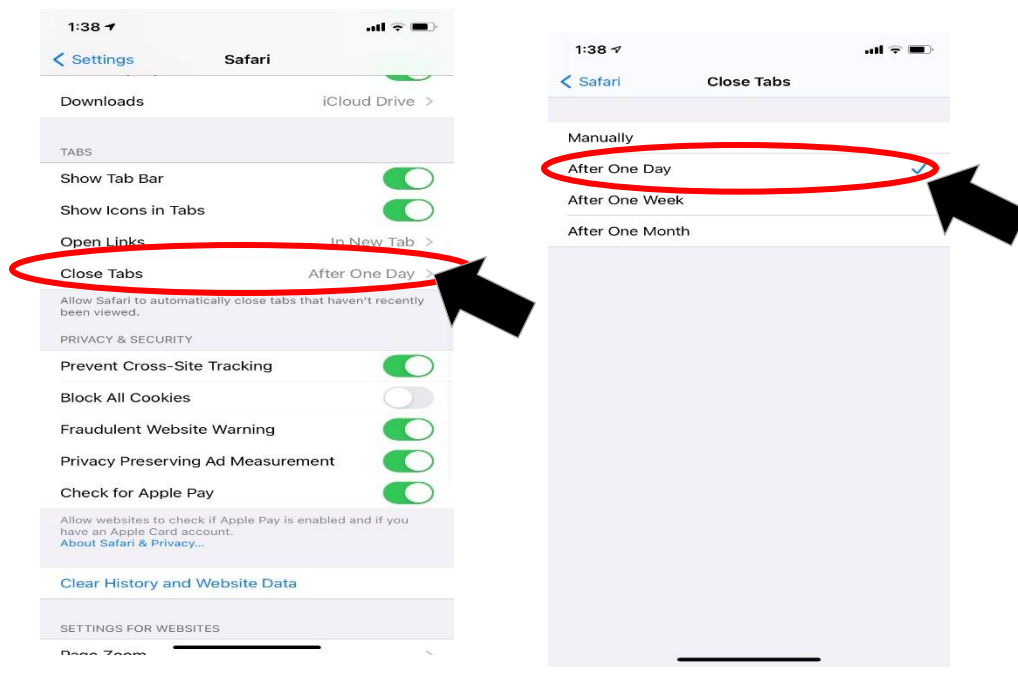 1:38
Settings
Safari
Downloads
iCloud Drive
TABS
Show Tab Bar
Show Icons in Tabs
Open Links
In New Tab
Close Tabs
After One Day
Allow Safari to automatically close tabs that haven't recently
been viewed.
PRIVACY & SECURITY
Prevent Cross-Site Tracking
Block All Cookies
Fraudulent Website Warning
Privacy Preserving Ad Measurement
Check for Apple Pay
Allow websites to check if Apple Pay is enabled and if you
have an Apple Card account.
About Safari & Privacy...
Clear History and Website Data
SETTINGS FOR WEBSITES
Page Zoom
1:38
Safari
Close Tabs
Manually
After One Day
After One Week
After One Month